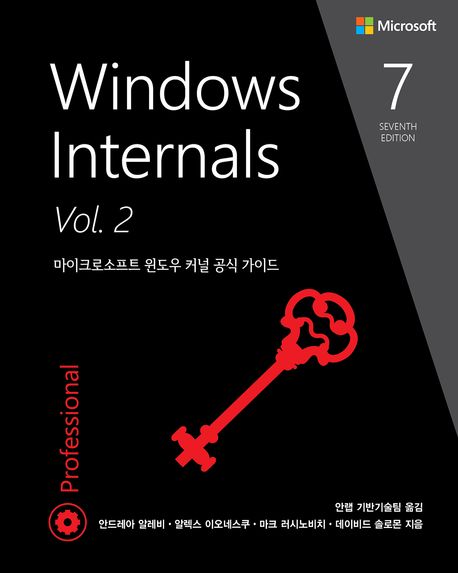 Microsoft
Windows
Internals
Vol. 2
7
SEVENTH
EDITION
마이크로소프트 윈도우 커널 공식 가이드
Professional
안랩 기반기술팀 옮김
안드레아 알레비 • 알렉스 이오네스쿠 • 마크 러시노비치 • 데이비드 솔로몬 지음